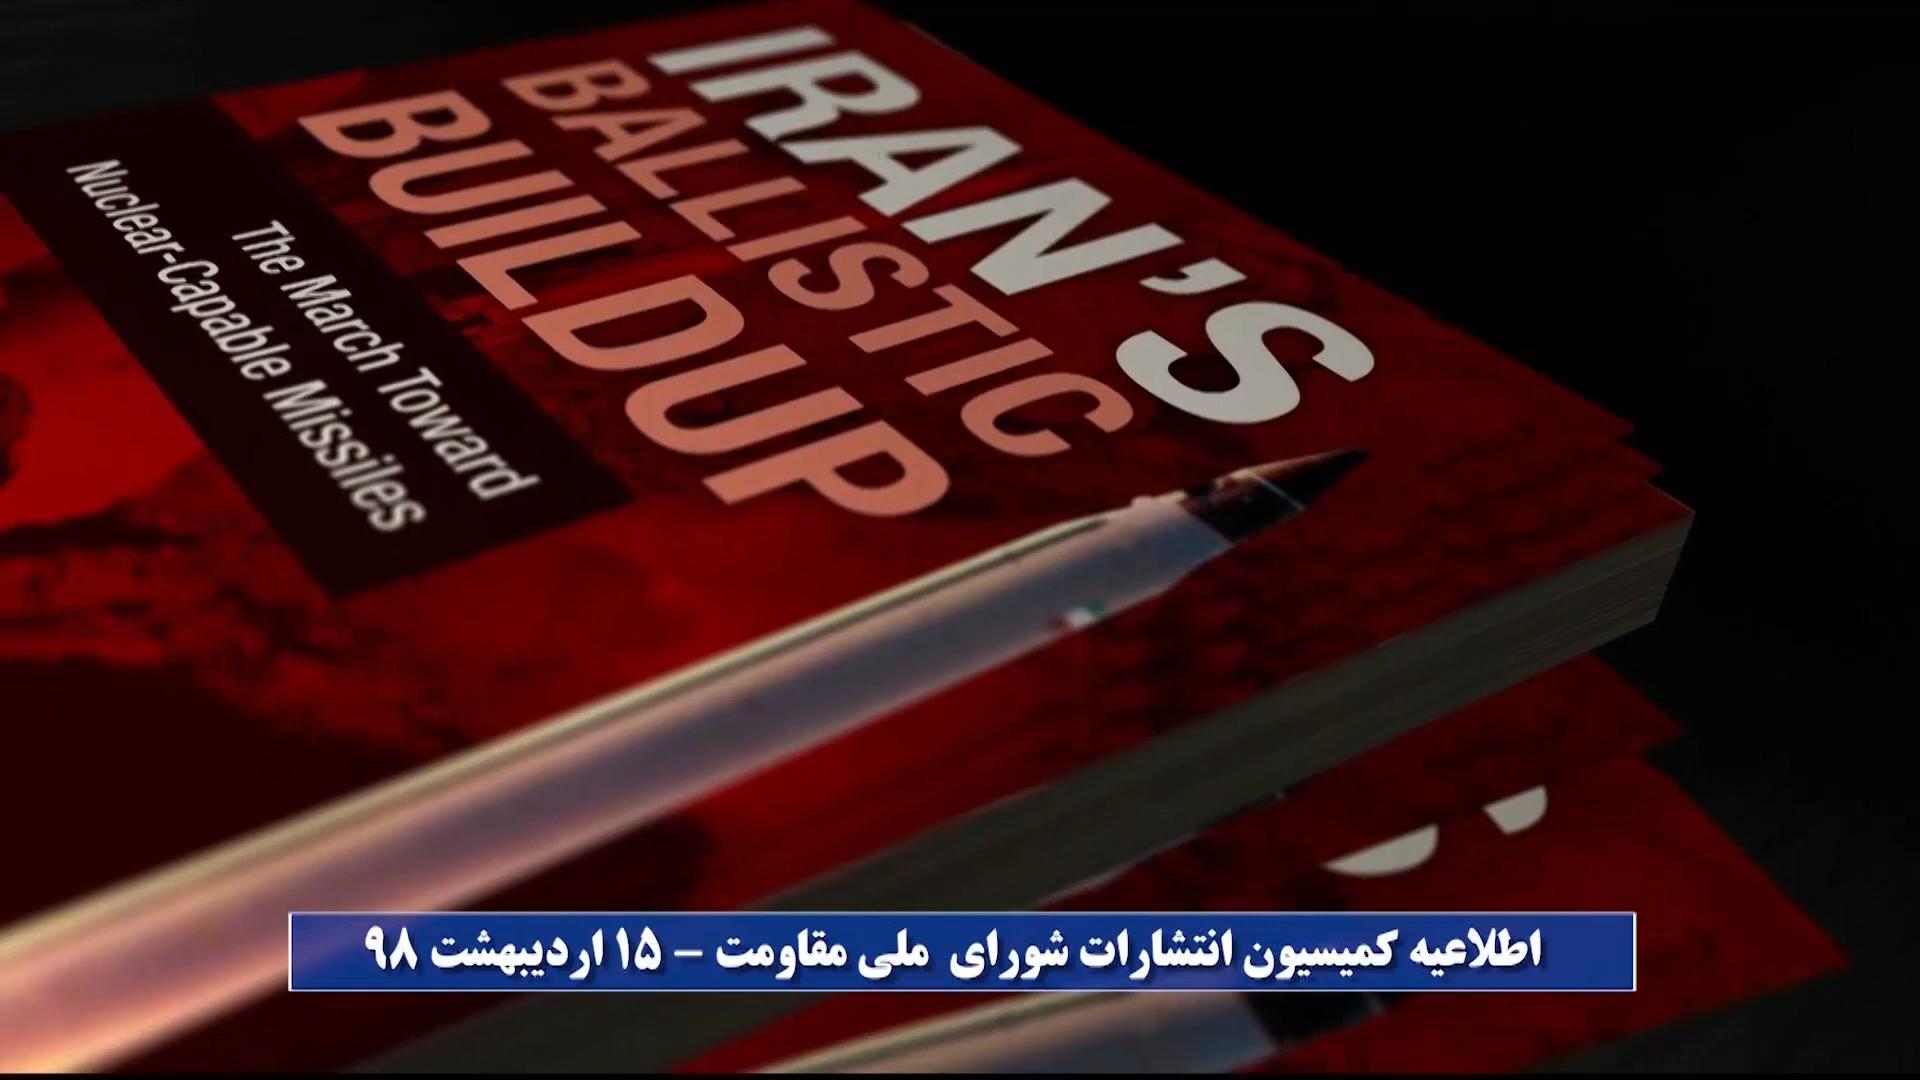 IRAN'S
BALLISTIC
BUILDUP
The March Toward
Nuclear-Capable Missiles
اطلاعیه کمیسیون انتشارات شورای ملی مقاومت – ۱۵ اردیبهشت ۹۸